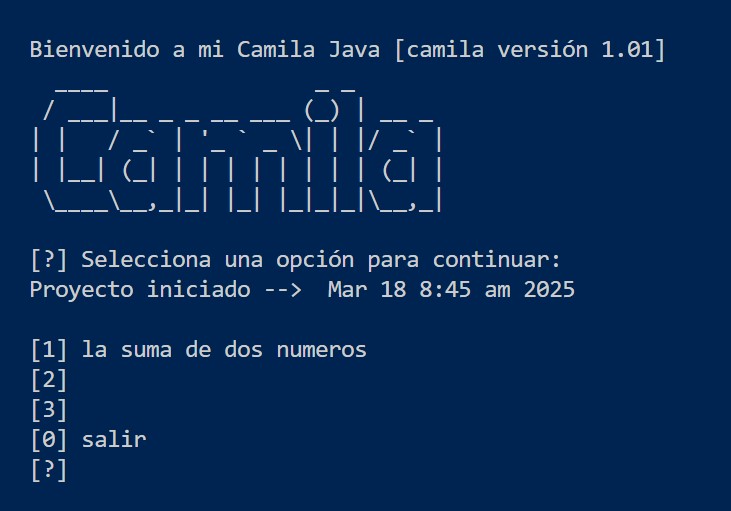 Bienvenido a mi Camila Java [camila versión 1.01]
Camila
[?] Selecciona una opción para continuar:
Proyecto iniciado -->  Mar 18 8:45 am 2025
[1] la suma de dos numeros
[2]
[3]
[0] salir
[?]